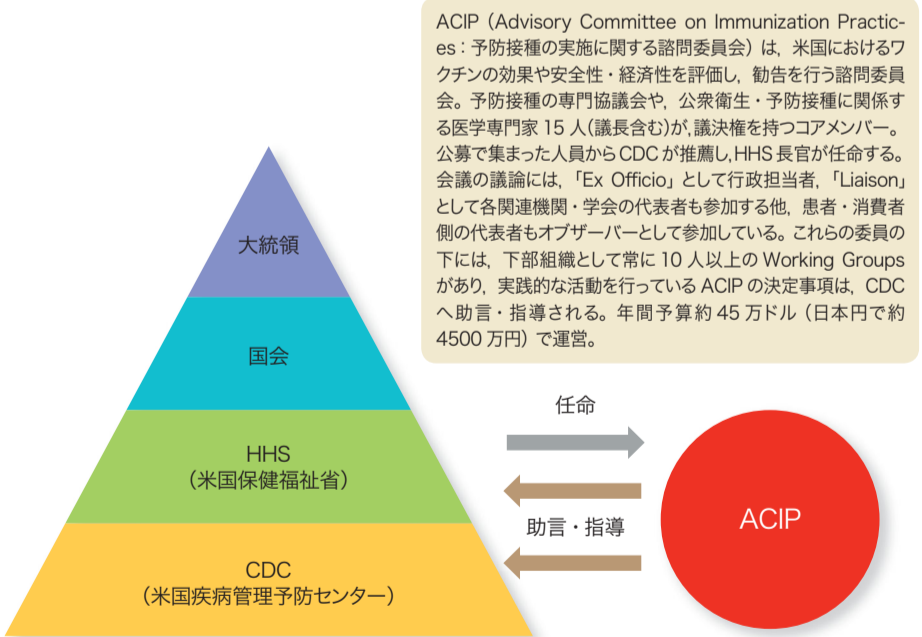 ACIP（Advisory Committee on Immunization Practic-
es：予防接種の実施に関する諮問委員会）は，米国におけるワ
クチンの効果や安全性・経済性を評価し，勧告を行う諮問委員
会。予防接種の専門協議会や，公衆衛生・予防接種に関係す
る医学専門家 15 人（議長含む）が，議決権を持つコアメンバー。
公募で集まった人員から CDC が推薦し，HHS 長官が任命する。
会議の議論には，「Ex Officio」として行政担当者，「Liaison」
として各関連機関・学会の代表者も参加する他，患者・消費者
側の代表者もオブザーバーとして参加している。これらの委員の
下には，下部組織として常に 10 人以上の Working Groups
があり，実践的な活動を行っている ACIP の決定事項は，CDC
へ助言・指導される。年間予算約 45 万ドル（日本円で約
4500 万円）で運営。
大統領
国会
HHS
（米国保健福祉省）
CDC
（米国疾病管理予防センター）
任命
助言・指導
ACIP